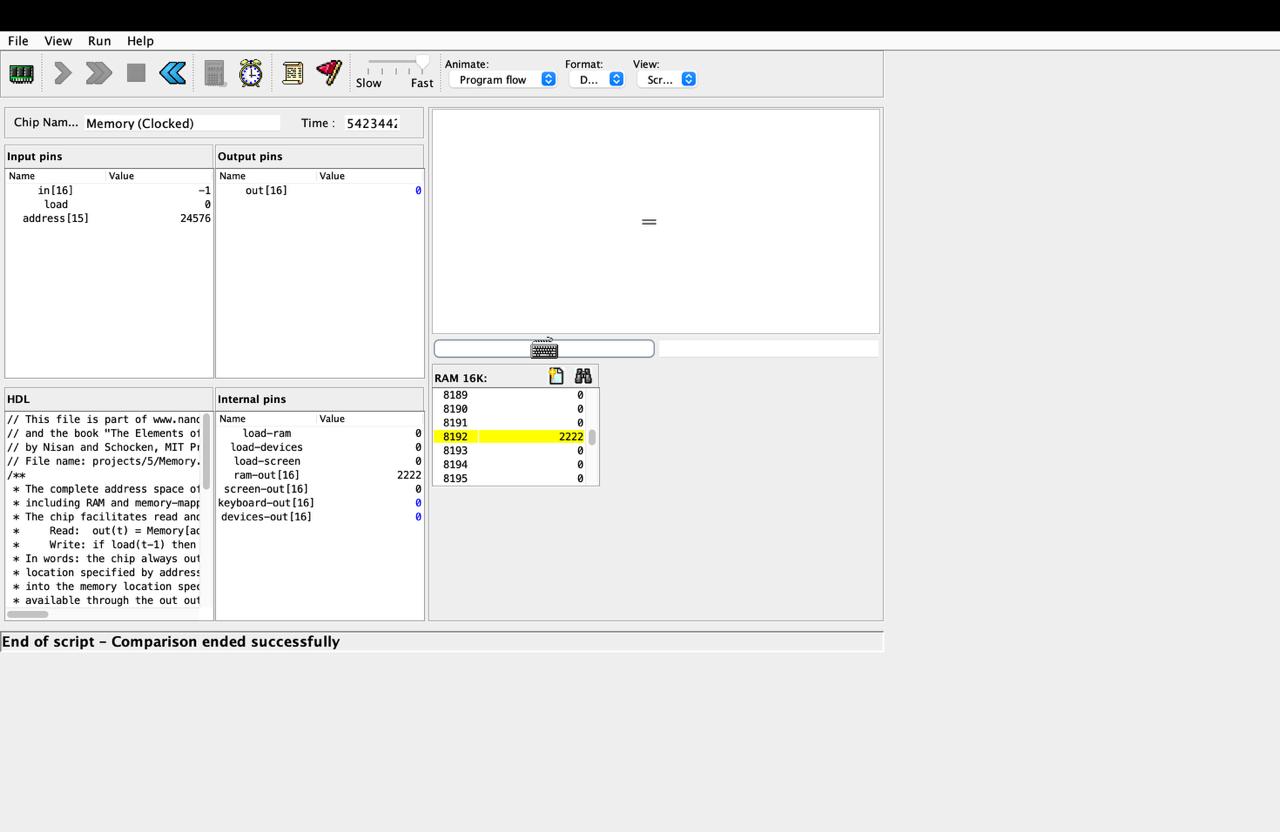 File View Run Help
Slow Fast
Animate: Format: View:
Program flow D... Scr...
Chip Nam... Memory (Clocked) Time : 5423442
Input pins
Name Value
in[16] -1
load 0
address[15] 24576
Output pins
Name Value
out[16] 0
HDL
// This file is part of www.nand
// and the book "The Elements of
// by Nisan and Schocken, MIT Pr
// File name: projects/5/Memory.
/**
* The complete address space of
* including RAM and memory-mapp
* The chip facilitates read and
* Read: out(t) = Memory[ad
* Write: if load(t-1) then
* In words: the chip always out
* location specified by address
* into the memory location spec
* available through the out out
Internal pins
Name Value
load-ram 0
load-devices 0
load-screen 0
ram-out[16] 2222
screen-out[16] 0
keyboard-out[16] 0
devices-out[16] 0
RAM 16K:
8189 0
8190 0
8191 0
8192 2222
8193 0
8194 0
8195 0
End of script - Comparison ended successfully